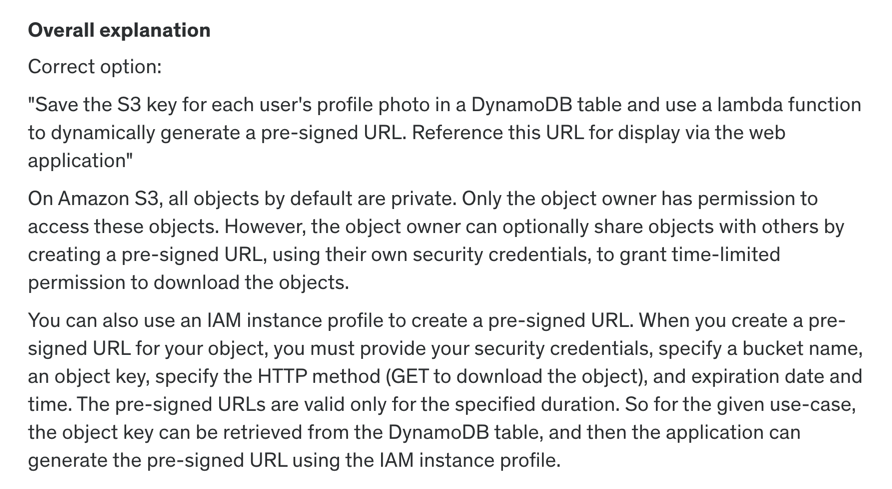 Overall explanation
Correct option:
"Save the S3 key for each user's profile photo in a DynamoDB table and use a lambda function
to dynamically generate a pre-signed URL. Reference this URL for display via the web
application"
On Amazon S3, all objects by default are private. Only the object owner has permission to
access these objects. However, the object owner can optionally share objects with others by
creating a pre-signed URL, using their own security credentials, to grant time-limited
permission to download the objects.
You can also use an IAM instance profile to create a pre-signed URL. When you create a pre-
signed URL for your object, you must provide your security credentials, specify a bucket name,
an object key, specify the HTTP method (GET to download the object), and expiration date and
time. The pre-signed URLs are valid only for the specified duration. So for the given use-case,
the object key can be retrieved from the DynamoDB table, and then the application can
generate the pre-signed URL using the IAM instance profile.